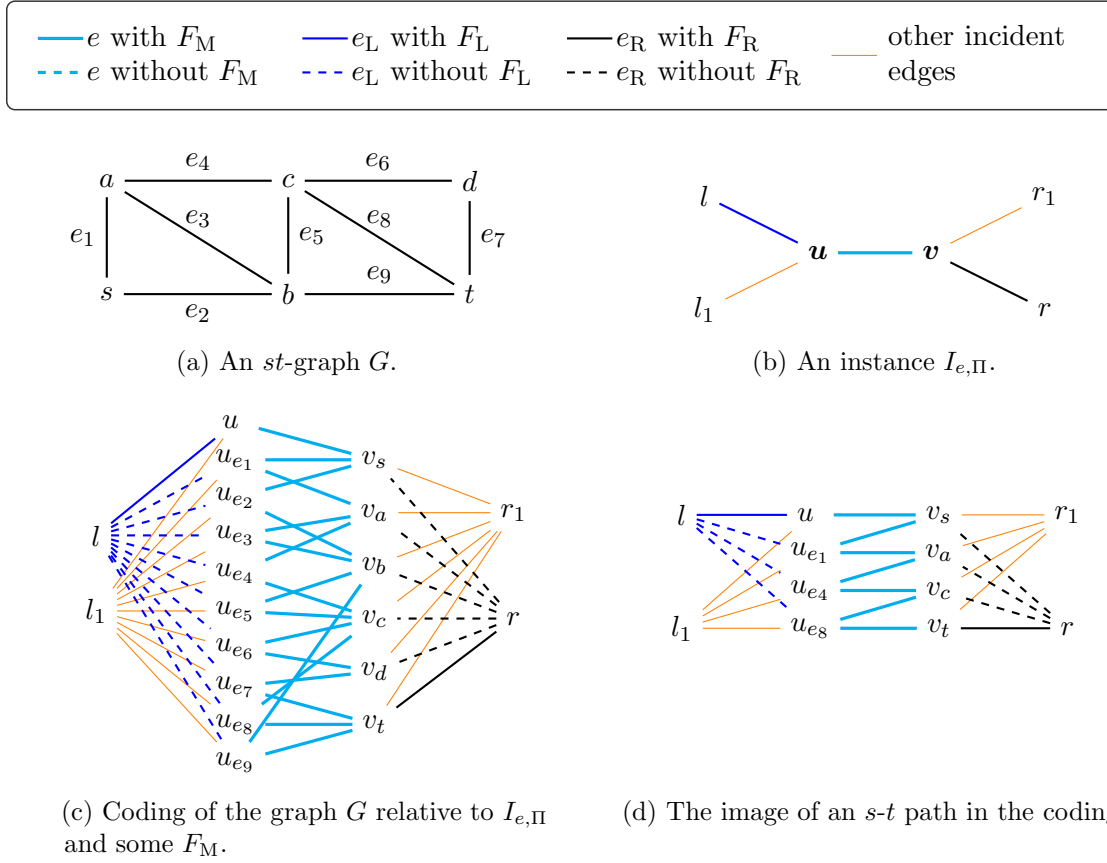 e with F_M e_L with F_L e_R with F_R other incident
e without F_M e_L without F_L e_R without F_R edges
e_4 e_6
a c d
e_3 e_8
e_1 e_5 e_7
e_9
s b t
e_2
(a) An st-graph G.
l r_1
u v
l_1 r
(b) An instance I_{e,Π}.
u
u_{e_1} v_s
u_{e_2}
v_a r_1
u_{e_3}
l
v_b
u_{e_4}
l_1 u_{e_5} v_c r
u_{e_6}
v_d
u_{e_7}
u_{e_8} v_t
u_{e_9}
(c) Coding of the graph G relative to I_{e,Π}
and some F_M.
l u v_s r_1
u_{e_1} v_a
u_{e_4} v_c
l_1 u_{e_8} v_t r
(d) The image of an s-t path in the coding